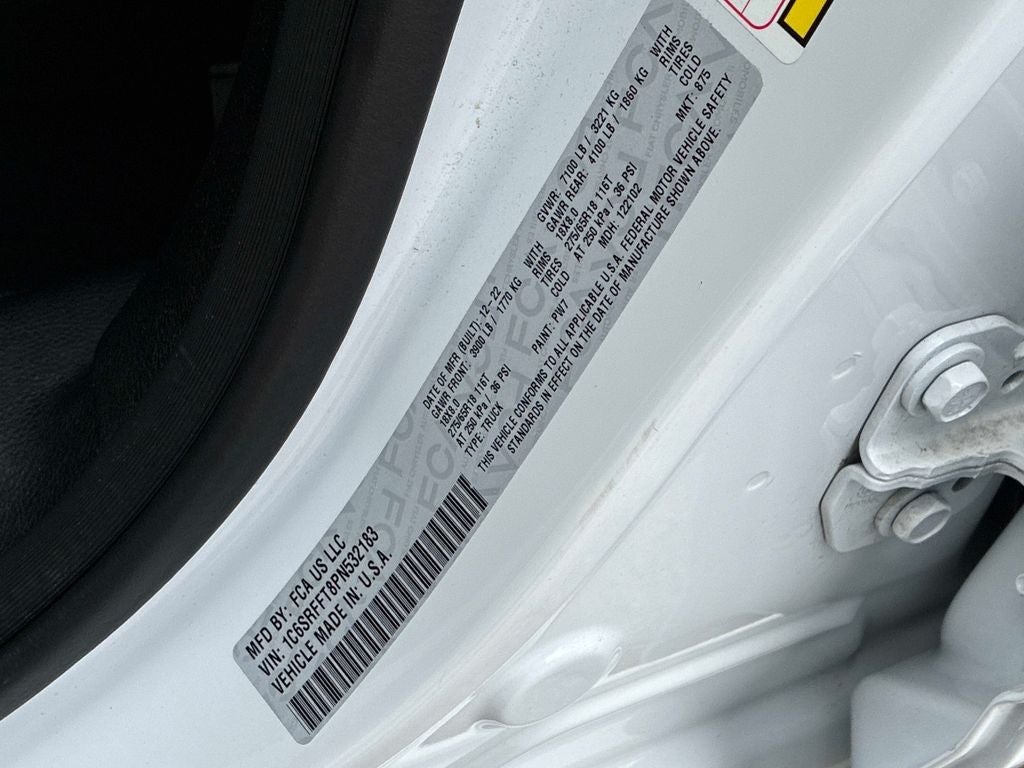 MFD BY: FCA US LLC
VIN: 1C6SRFFT8PN532183
VEHICLE MADE IN: U.S.A.
DATE OF MFR (BUILT): 12-22 GVWR: 7100 LB / 3221 KG
GAWR FRONT: 3900 LB / 1770 KG WITH GAWR REAR: 4100 LB / 1860 KG WITH
18X8.0 RIMS 18X8.0 RIMS
275/65R18 116T TIRES 275/65R18 116T TIRES
AT 250 kPa / 36 PSI COLD AT 250 kPa / 36 PSI COLD
TYPE: TRUCK PAINT: PW7 MDH: 122102 MKT: 875
THIS VEHICLE CONFORMS TO ALL APPLICABLE U.S.A. FEDERAL MOTOR VEHICLE SAFETY
STANDARDS IN EFFECT ON THE DATE OF MANUFACTURE SHOWN ABOVE.